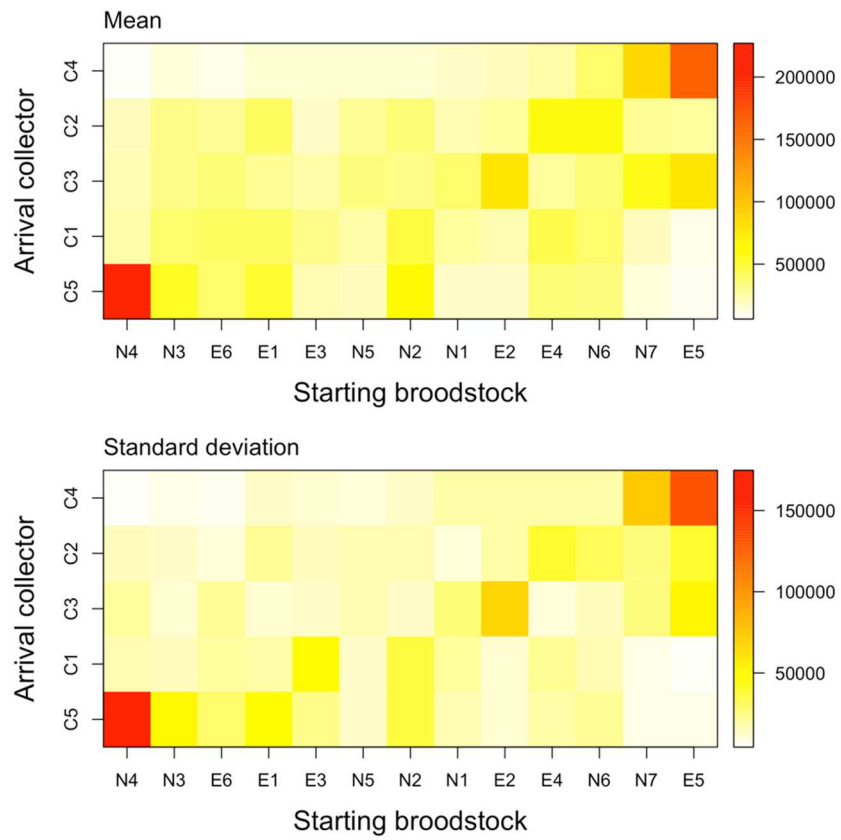 Mean
Arrival collector
C4
C2
C3
C1
C5
200000
150000
100000
50000
N4 N3 E6 E1 E3 N5 N2 N1 E2 E4 N6 N7 E5
Starting broodstock
Standard deviation
Arrival collector
C4
C2
C3
C1
C5
150000
100000
50000
N4 N3 E6 E1 E3 N5 N2 N1 E2 E4 N6 N7 E5
Starting broodstock